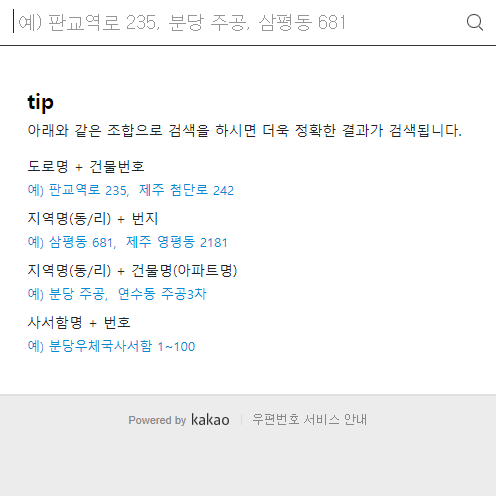 예) 판교역로 235, 분당 주공, 삼평동 681
tip
아래와 같은 조합으로 검색을 하시면 더욱 정확한 결과가 검색됩니다.
도로명 + 건물번호
예) 판교역로 235, 제주 첨단로 242
지역명(동/리) + 번지
예) 삼평동 681, 제주 영평동 2181
지역명(동/리) + 건물명(아파트명)
예) 분당 주공, 연수동 주공3차
사서함명 + 번호
예) 분당우체국사서함 1~100
Powered by kakao | 우편번호 서비스 안내